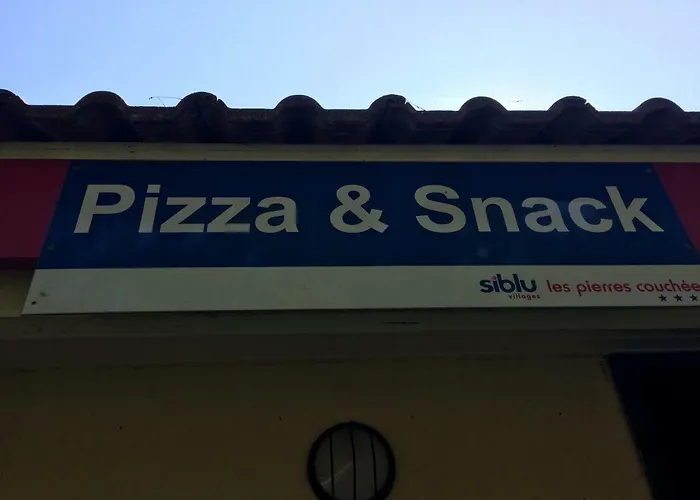 Pizza & Snack
siblu les pierres couchée
villages